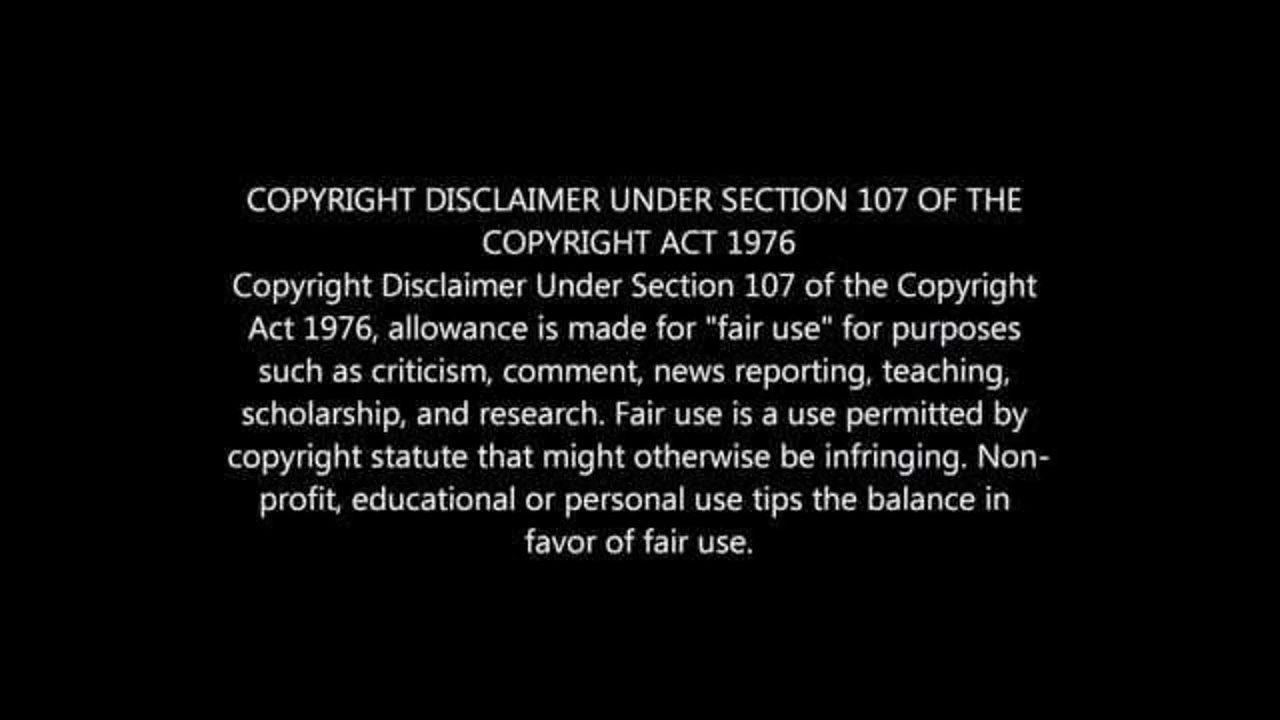 COPYRIGHT DISCLAIMER UNDER SECTION 107 OF THE
COPYRIGHT ACT 1976
Copyright Disclaimer Under Section 107 of the Copyright
Act 1976, allowance is made for "fair use" for purposes
such as criticism, comment, news reporting, teaching,
scholarship, and research. Fair use is a use permitted by
copyright statute that might otherwise be infringing. Non-
profit, educational or personal use tips the balance in
favor of fair use.